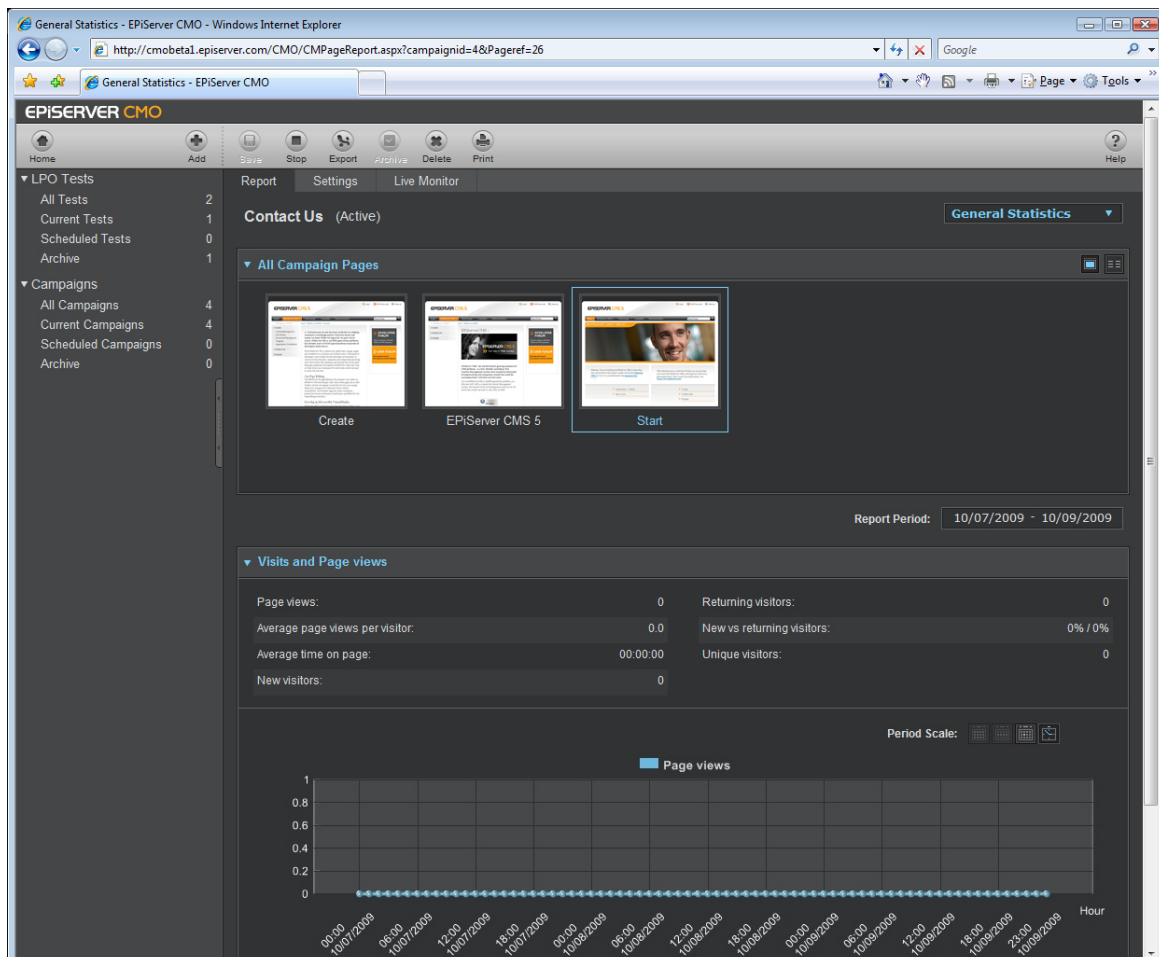 General Statistics - EPiServer CMO - Windows Internet Explorer
http://cmobeta1.episerver.com/CMO/CMPageReport.aspx?campaignid=4&Pageref=26
Google
General Statistics - EPiServer CMO
Page
Tools
EPiSERVER CMO
Home
Add
Save
Stop
Export
Archive
Delete
Print
Help
LPO Tests
All Tests 2
Current Tests 1
Scheduled Tests 0
Archive 1
Campaigns
All Campaigns 4
Current Campaigns 4
Scheduled Campaigns 0
Archive 0
Report Settings Live Monitor
Contact Us (Active)
General Statistics
All Campaign Pages
Create
EPiServer CMS 5
Start
Report Period: 10/07/2009 - 10/09/2009
Visits and Page views
Page views: 0
Returning visitors: 0
Average page views per visitor: 0.0
New vs returning visitors: 0% / 0%
Average time on page: 00:00:00
Unique visitors: 0
New visitors: 0
Period Scale:
Page views
1
0.8
0.6
0.4
0.2
0
Hour
00:00 10/07/2009
06:00 10/07/2009
12:00 10/07/2009
18:00 10/07/2009
00:00 10/08/2009
06:00 10/08/2009
12:00 10/08/2009
18:00 10/08/2009
00:00 10/09/2009
06:00 10/09/2009
12:00 10/09/2009
18:00 10/09/2009
23:00 10/09/2009